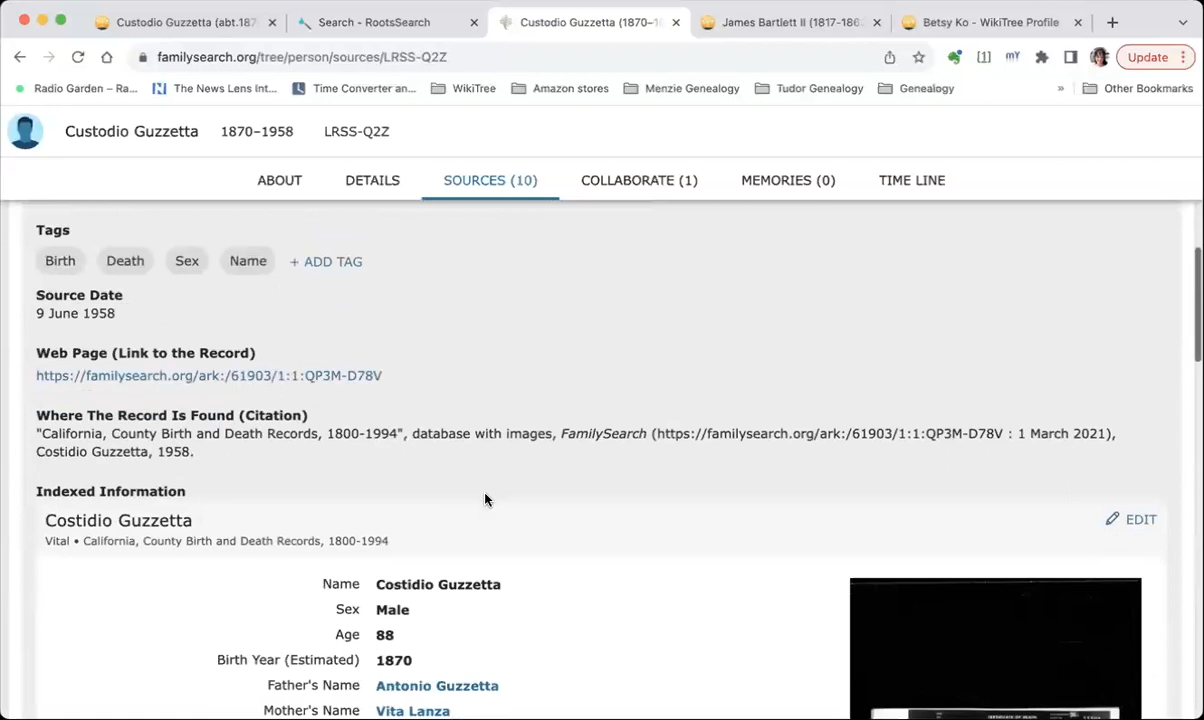 Custodio Guzzetta (abt.187
Search - RootsSearch
Custodio Guzzetta (1870–1
James Bartlett II (1817-186
Betsy Ko - WikiTree Profile
familysearch.org/tree/person/sources/LRSS-Q2Z
[1]
mY
Update
Radio Garden – Ra...
The News Lens Int...
Time Converter an...
WikiTree
Amazon stores
Menzie Genealogy
Tudor Genealogy
Genealogy
»
Other Bookmarks
Custodio Guzzetta 1870–1958 LRSS-Q2Z
ABOUT DETAILS SOURCES (10) COLLABORATE (1) MEMORIES (0) TIME LINE
Tags
Birth Death Sex Name + ADD TAG
Source Date
9 June 1958
Web Page (Link to the Record)
https://familysearch.org/ark:/61903/1:1:QP3M-D78V
Where The Record Is Found (Citation)
"California, County Birth and Death Records, 1800-1994", database with images, FamilySearch (https://familysearch.org/ark:/61903/1:1:QP3M-D78V : 1 March 2021),
Costidio Guzzetta, 1958.
Indexed Information
Costidio Guzzetta
EDIT
Vital • California, County Birth and Death Records, 1800-1994
Name Costidio Guzzetta
Sex Male
Age 88
Birth Year (Estimated) 1870
Father's Name Antonio Guzzetta
Mother's Name Vita Lanza